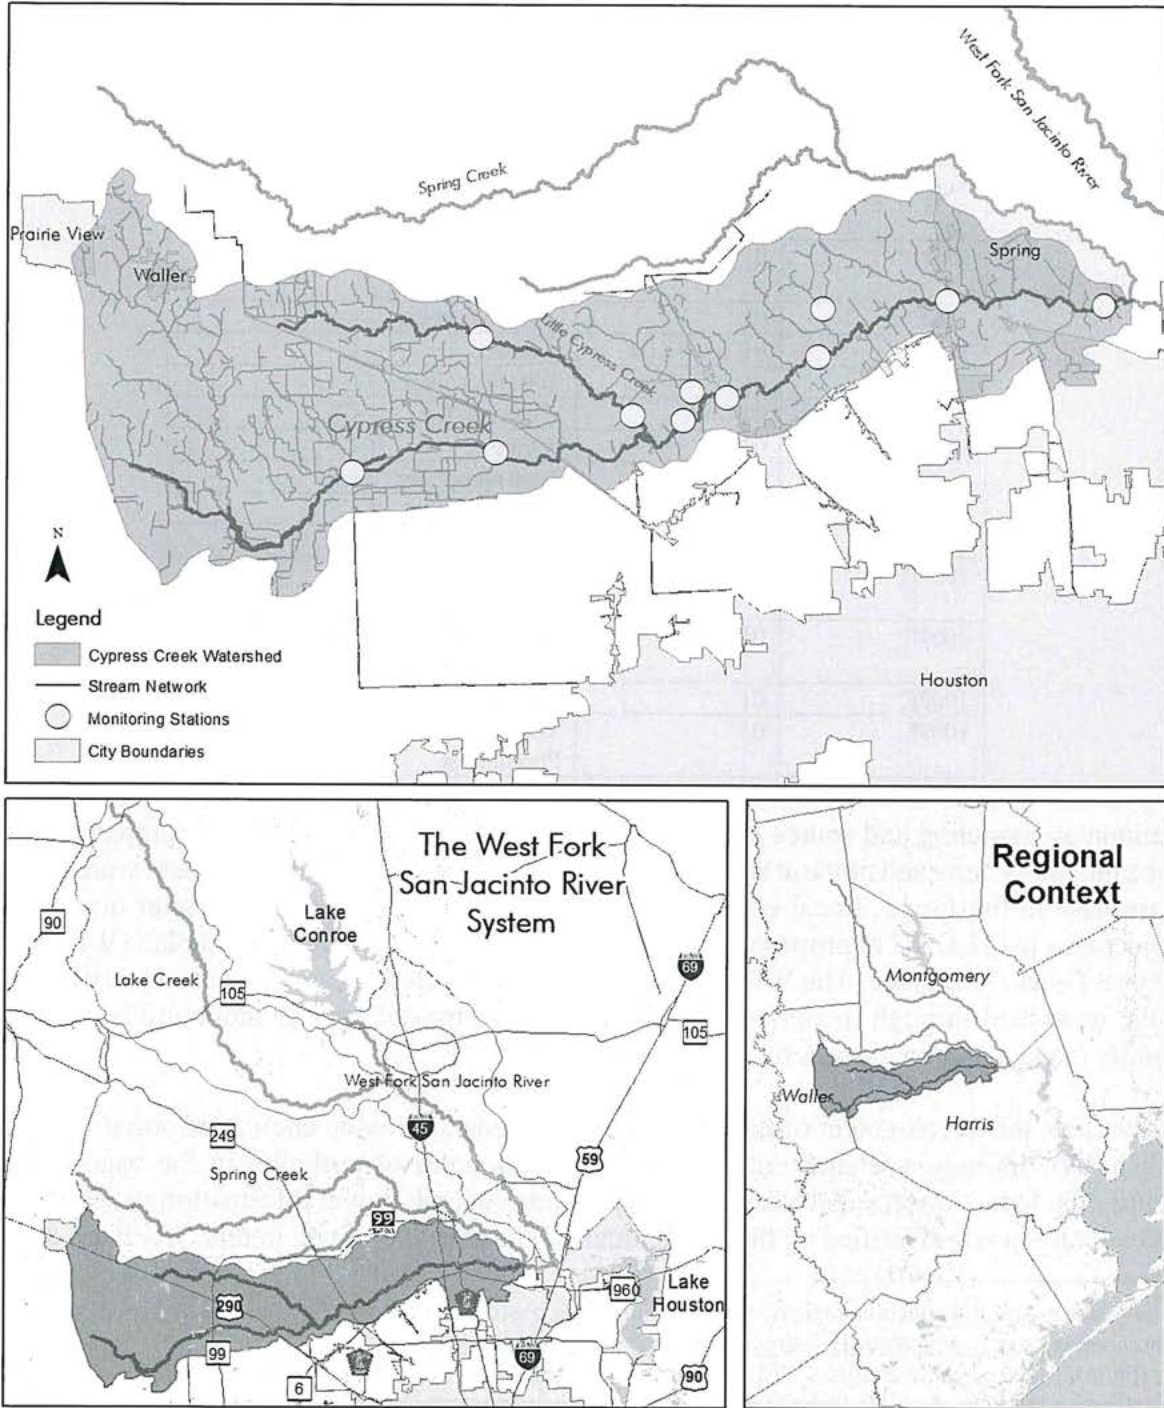 West Fork San Jacinto River
Spring Creek
Prairie View
Waller
Spring
Little Cypress Creek
Cypress Creek
N
Houston
Legend
Cypress Creek Watershed
Stream Network
Monitoring Stations
City Boundaries
The West Fork
San Jacinto River
System
Lake
Conroe
90
Lake Creek
105
69
105
West Fork San Jacinto River
45
249
59
Spring Creek
99
290
960
Lake
Houston
99
69
6
90
Regional
Context
Montgomery
Waller
Harris